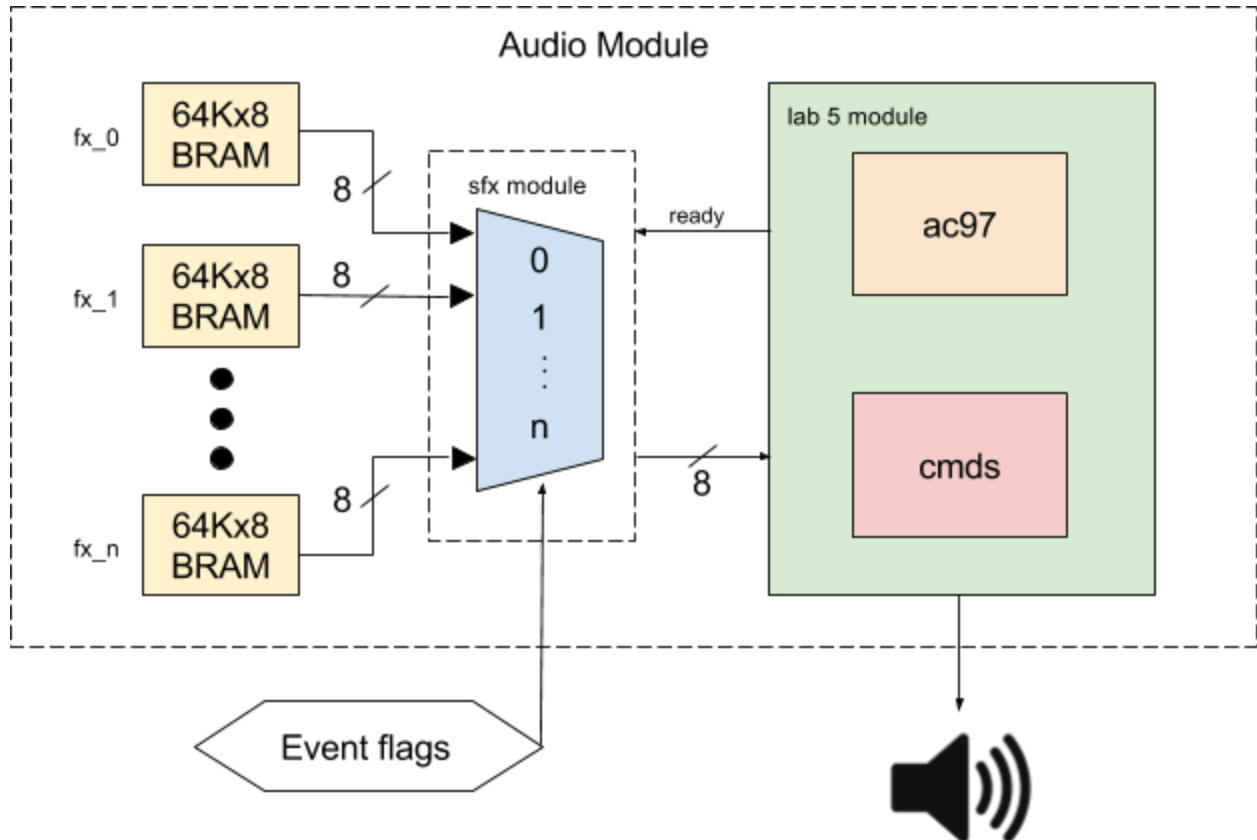 Audio Module
fx_0
64Kx8
BRAM
8
fx_1
64Kx8
BRAM
8
fx_n
64Kx8
BRAM
8
sfx module
0
1
⋮
n
ready
8
lab 5 module
ac97
cmds
Event flags